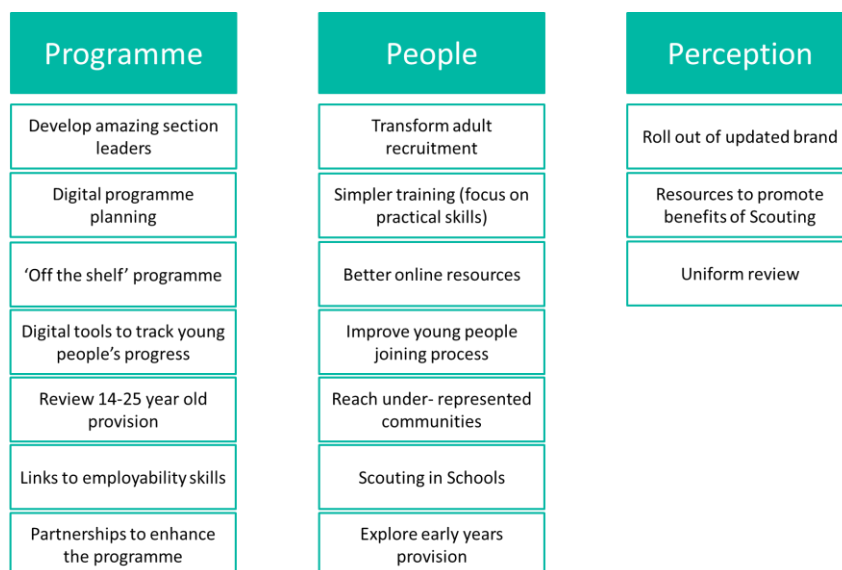 Programme
Develop amazing section
leaders
Digital programme
planning
‘Off the shelf’ programme
Digital tools to track young
people’s progress
Review 14-25 year old
provision
Links to employability skills
Partnerships to enhance
the programme
People
Transform adult
recruitment
Simpler training (focus on
practical skills)
Better online resources
Improve young people
joining process
Reach under- represented
communities
Scouting in Schools
Explore early years
provision
Perception
Roll out of updated brand
Resources to promote
benefits of Scouting
Uniform review